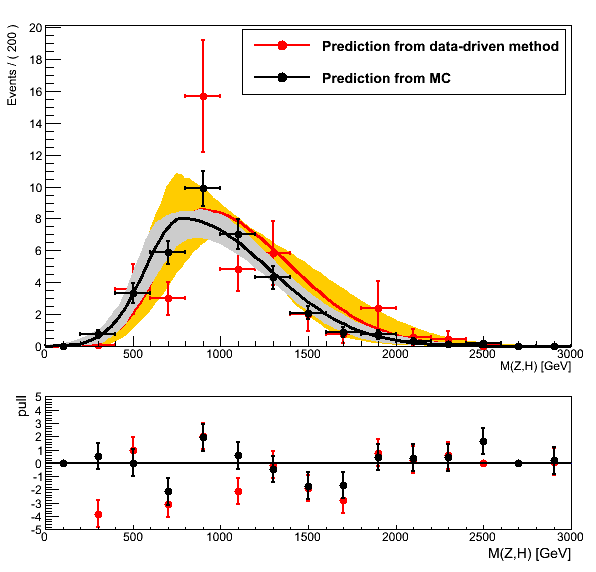 Events / ( 200 )
20
18
16
14
12
10
8
6
4
2
0
Prediction from data-driven method
Prediction from MC
0 500 1000 1500 2000 2500 3000
M(Z,H) [GeV]
pull
5
4
3
2
1
0
-1
-2
-3
-4
-5
0 500 1000 1500 2000 2500 3000
M(Z,H) [GeV]